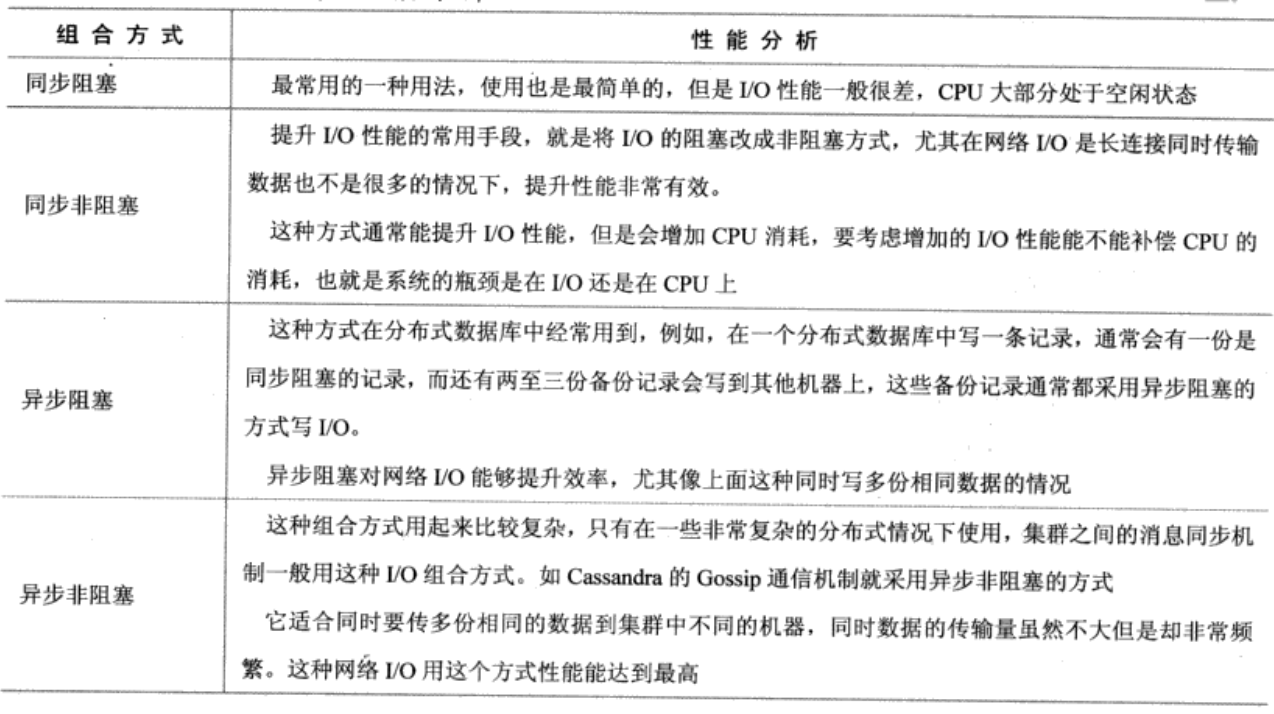 组合方式 性能分析
同步阻塞 最常用的一种用法，使用也是最简单的，但是 I/O 性能一般很差，CPU 大部分处于空闲状态
提升 I/O 性能的常用手段，就是将 I/O 的阻塞改成非阻塞方式，尤其在网络 I/O 是长连接同时传输
数据也不是很多的情况下，提升性能非常有效。
同步非阻塞
这种方式通常能提升 I/O 性能，但是会增加 CPU 消耗，要考虑增加的 I/O 性能能不能补偿 CPU 的
消耗，也就是系统的瓶颈是在 I/O 还是在 CPU 上
这种方式在分布式数据库中经常用到，例如，在一个分布式数据库中写一条记录，通常会有一份是
同步阻塞的记录，而还有两至三份备份记录会写到其他机器上，这些备份记录通常都采用异步阻塞的
异步阻塞
方式写 I/O。
异步阻塞对网络 I/O 能够提升效率，尤其像上面这种同时写多份相同数据的情况
这种组合方式用起来比较复杂，只有在一些非常复杂的分布式情况下使用，集群之间的消息同步机
制一般用这种 I/O 组合方式。如 Cassandra 的 Gossip 通信机制就采用异步非阻塞的方式
异步非阻塞
它适合同时要传多份相同的数据到集群中不同的机器，同时数据的传输量虽然不大但是却非常频
繁。这种网络 I/O 用这个方式性能能达到最高